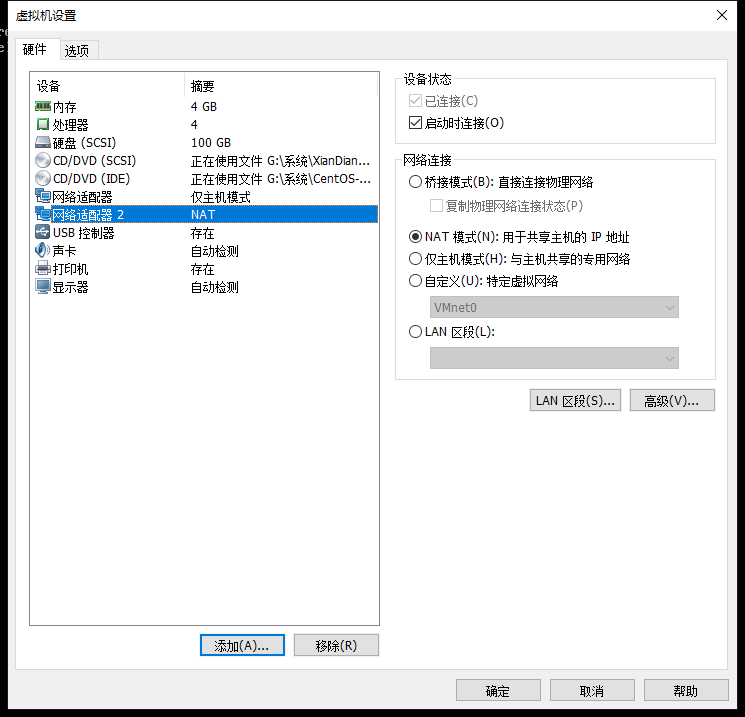 虚拟机设置
硬件 选项
设备 摘要
内存 4 GB
处理器 4
硬盘 (SCSI) 100 GB
CD/DVD (SCSI) 正在使用文件 G:\系统\XianDian...
CD/DVD (IDE) 正在使用文件 G:\系统\CentOS-...
网络适配器 仅主机模式
网络适配器 2 NAT
USB 控制器 存在
声卡 自动检测
打印机 存在
显示器 自动检测
添加(A)... 移除(R)
设备状态
已连接(C)
启动时连接(O)
网络连接
桥接模式(B): 直接连接物理网络
复制物理网络连接状态(P)
NAT 模式(N): 用于共享主机的 IP 地址
仅主机模式(H): 与主机共享的专用网络
自定义(U): 特定虚拟网络
VMnet0
LAN 区段(L):
LAN 区段(S)... 高级(V)...
确定 取消 帮助